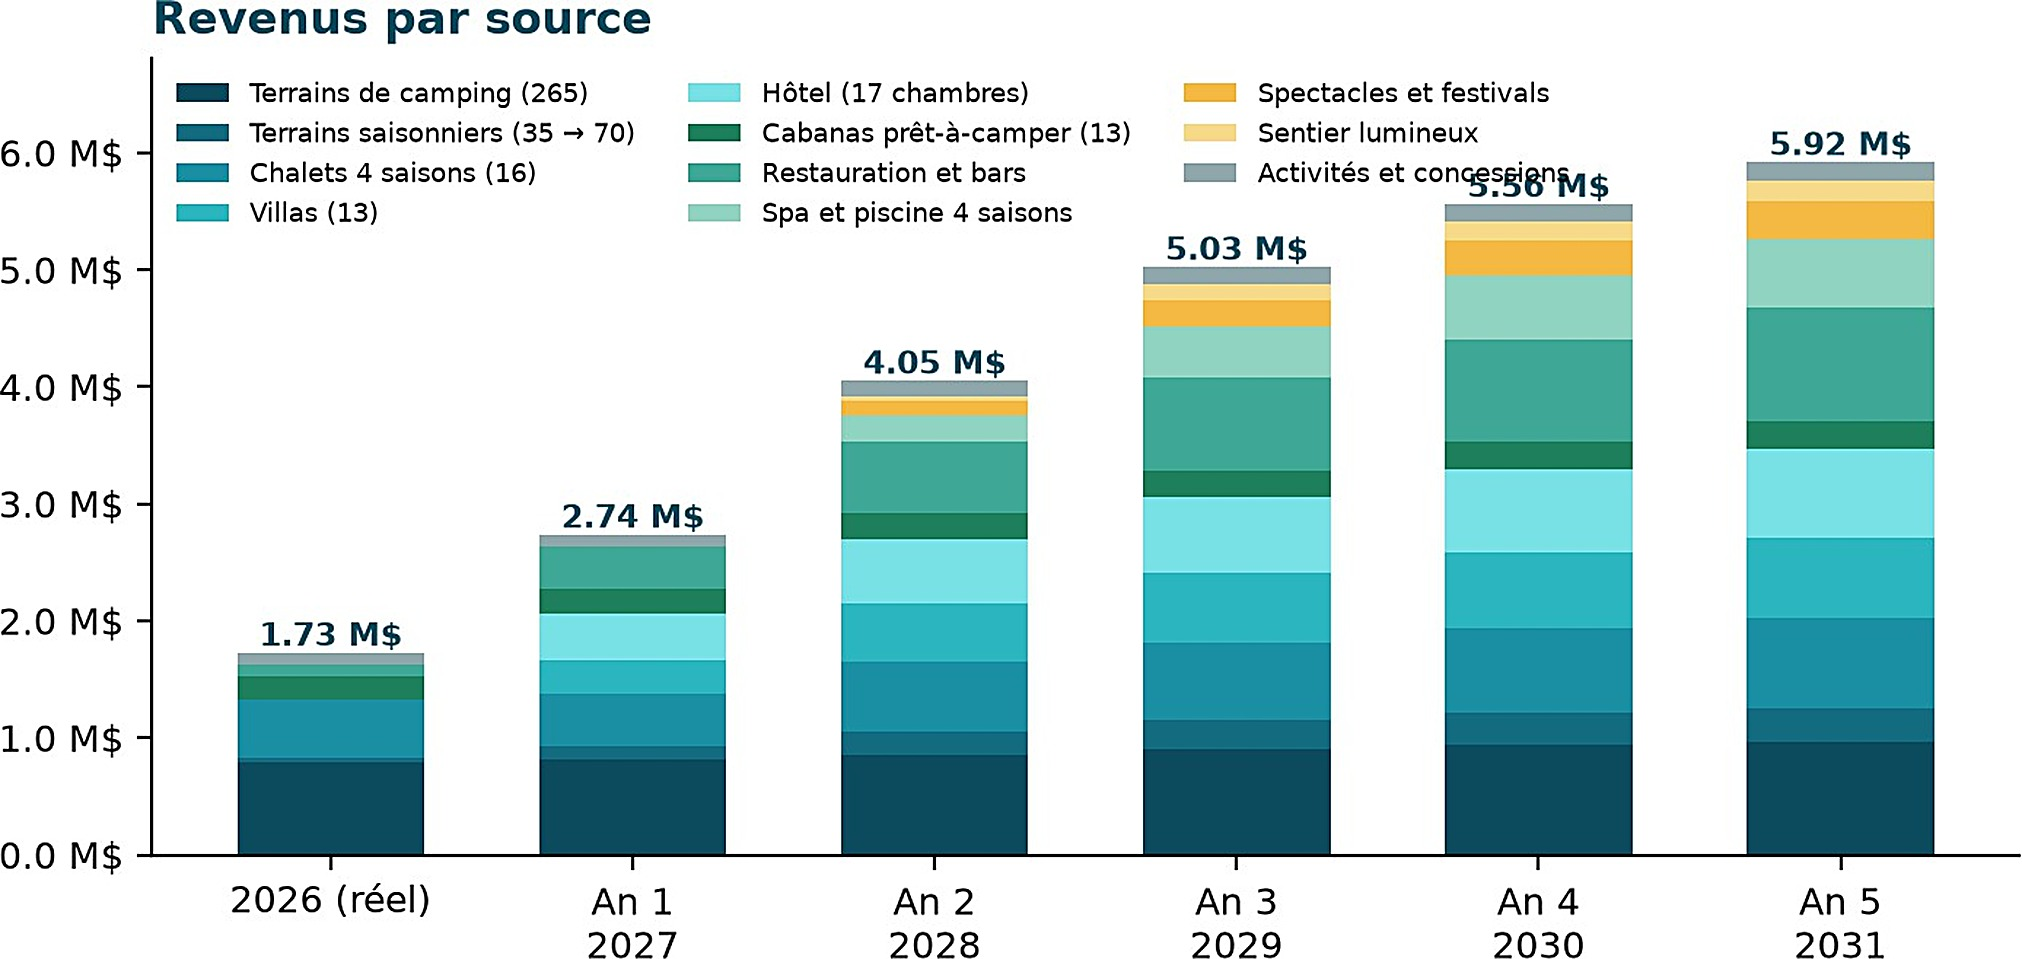 Revenus par source
Terrains de camping (265)
Terrains saisonniers (35 → 70)
Chalets 4 saisons (16)
Villas (13)
Hôtel (17 chambres)
Cabanas prêt-à-camper (13)
Restauration et bars
Spa et piscine 4 saisons
Spectacles et festivals
Sentier lumineux
Activités et concessions
6.0 M$
5.0 M$
4.0 M$
3.0 M$
2.0 M$
1.0 M$
0.0 M$
1.73 M$
2.74 M$
4.05 M$
5.03 M$
5.56 M$
5.92 M$
2026 (réel)
An 1
2027
An 2
2028
An 3
2029
An 4
2030
An 5
2031